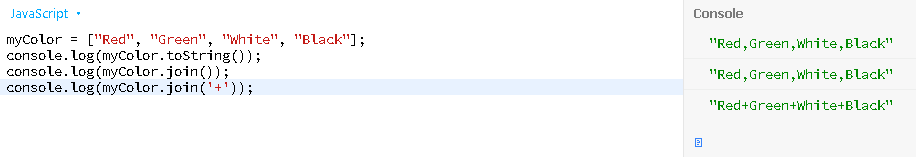 JavaScript
myColor = ["Red", "Green", "White", "Black"];
console.log(myColor.toString());
console.log(myColor.join());
console.log(myColor.join('+'));
Console
"Red,Green,White,Black"
"Red,Green,White,Black"
"Red+Green+White+Black"